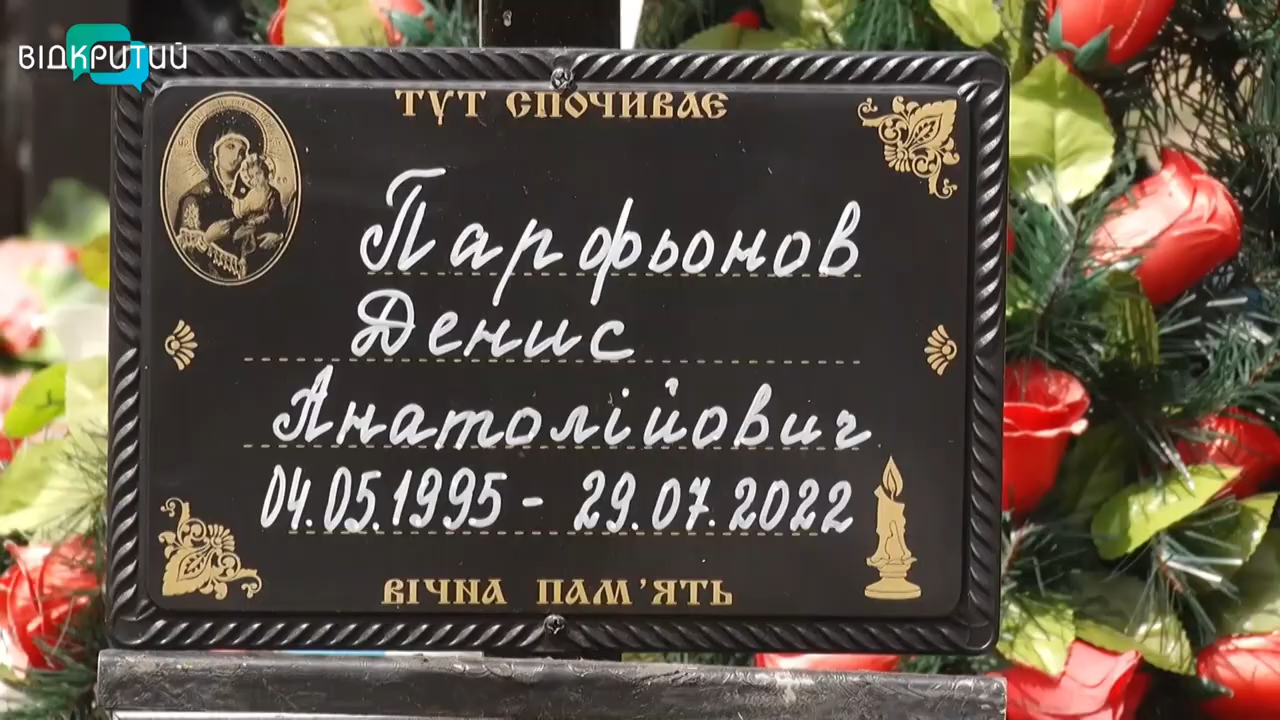 ВІДКРИТИЙ
ТУТ СПОЧИВАЄ
Парфьонов
Денис
Анатолійович
04.05.1995 - 29.07.2022
ВІЧНА ПАМ'ЯТЬ